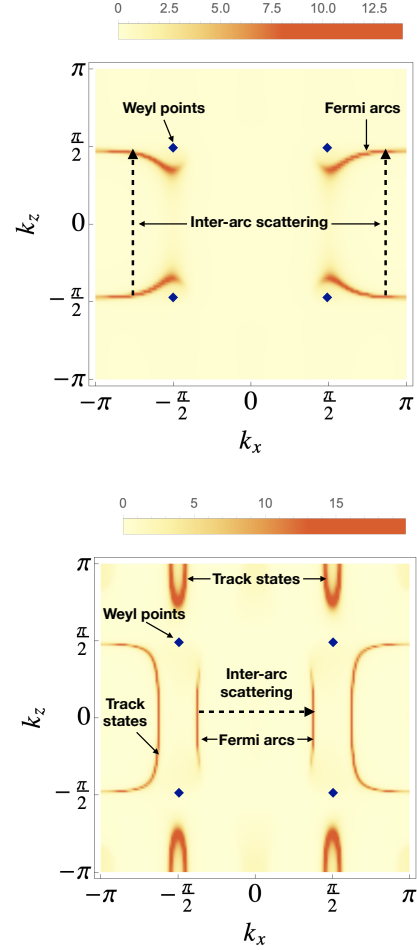 0 2.5 5.0 7.5 10.0 12.5
π
Weyl points Fermi arcs
π/2
k_z 0 Inter-arc scattering
− π/2
−π
−π − π/2 0 π/2 π
k_x
0 5 10 15
π
Track states
Weyl points
π/2
Inter-arc
scattering
Track
states
k_z 0
Fermi arcs
− π/2
−π
−π − π/2 0 π/2 π
k_x